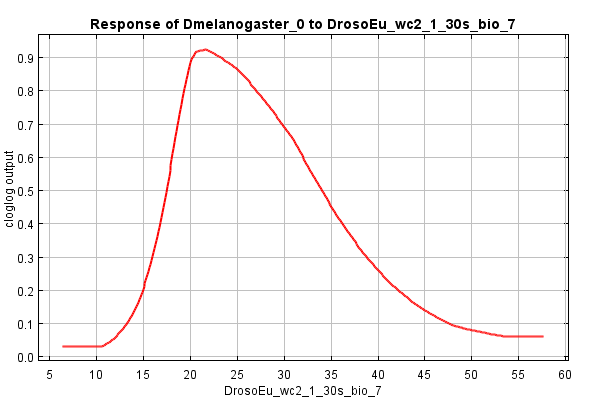 Response of Dmelanogaster_0 to DrosoEu_wc2_1_30s_bio_7
cloglog output
0.9
0.8
0.7
0.6
0.5
0.4
0.3
0.2
0.1
0.0
5 10 15 20 25 30 35 40 45 50 55 60
DrosoEu_wc2_1_30s_bio_7